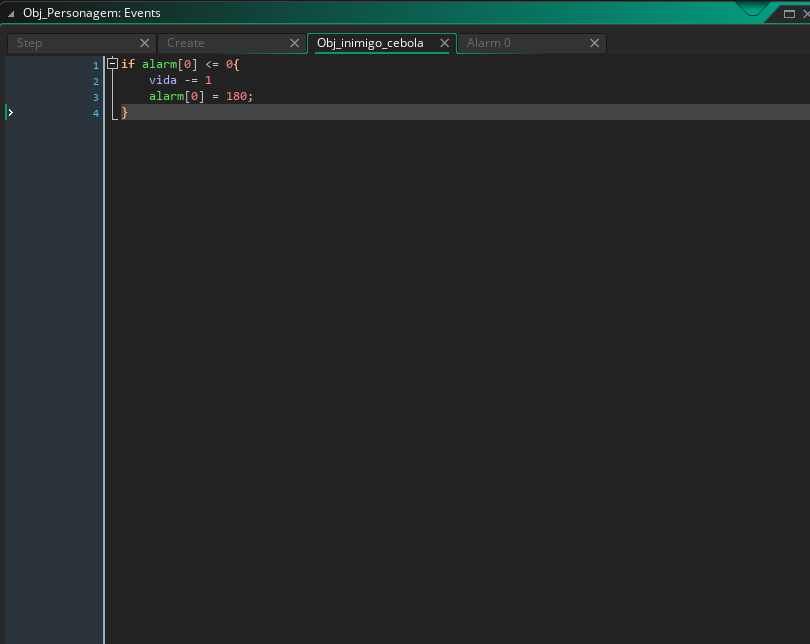 Obj_Personagem: Events
Step Create Obj_inimigo_cebola Alarm 0
1 if alarm[0] <= 0{
2 vida -= 1
3 alarm[0] = 180;
4 }